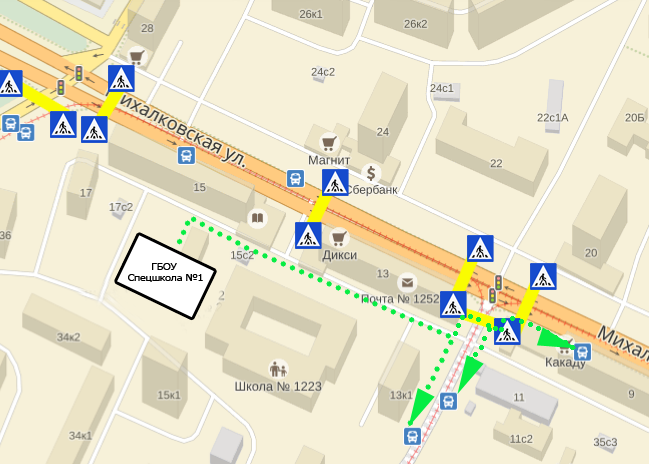 28
26к1
26к2
24с2
24с1
22с1А
20Б
24
22
ихалковская ул.
Магнит
Сбербанк
17
15
17с2
36
ГБОУ
Спецшкола №1
15с2
Дикси
13
20
Почта № 1252
2
34к2
Школа № 1223
Михал
Какаду
15к1
13к1
11
9
34к1
11с2
35с3